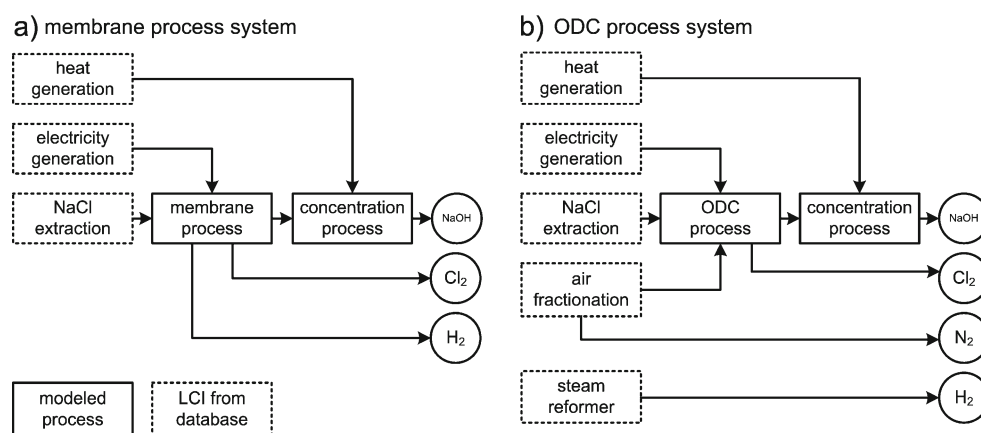 a) membrane process system
heat
generation
electricity
generation
NaCl
extraction
membrane
process
concentration
process
NaOH
Cl₂
H₂
modeled
process
LCI from
database
b) ODC process system
heat
generation
electricity
generation
NaCl
extraction
ODC
process
concentration
process
NaOH
air
fractionation
Cl₂
N₂
steam
reformer
H₂